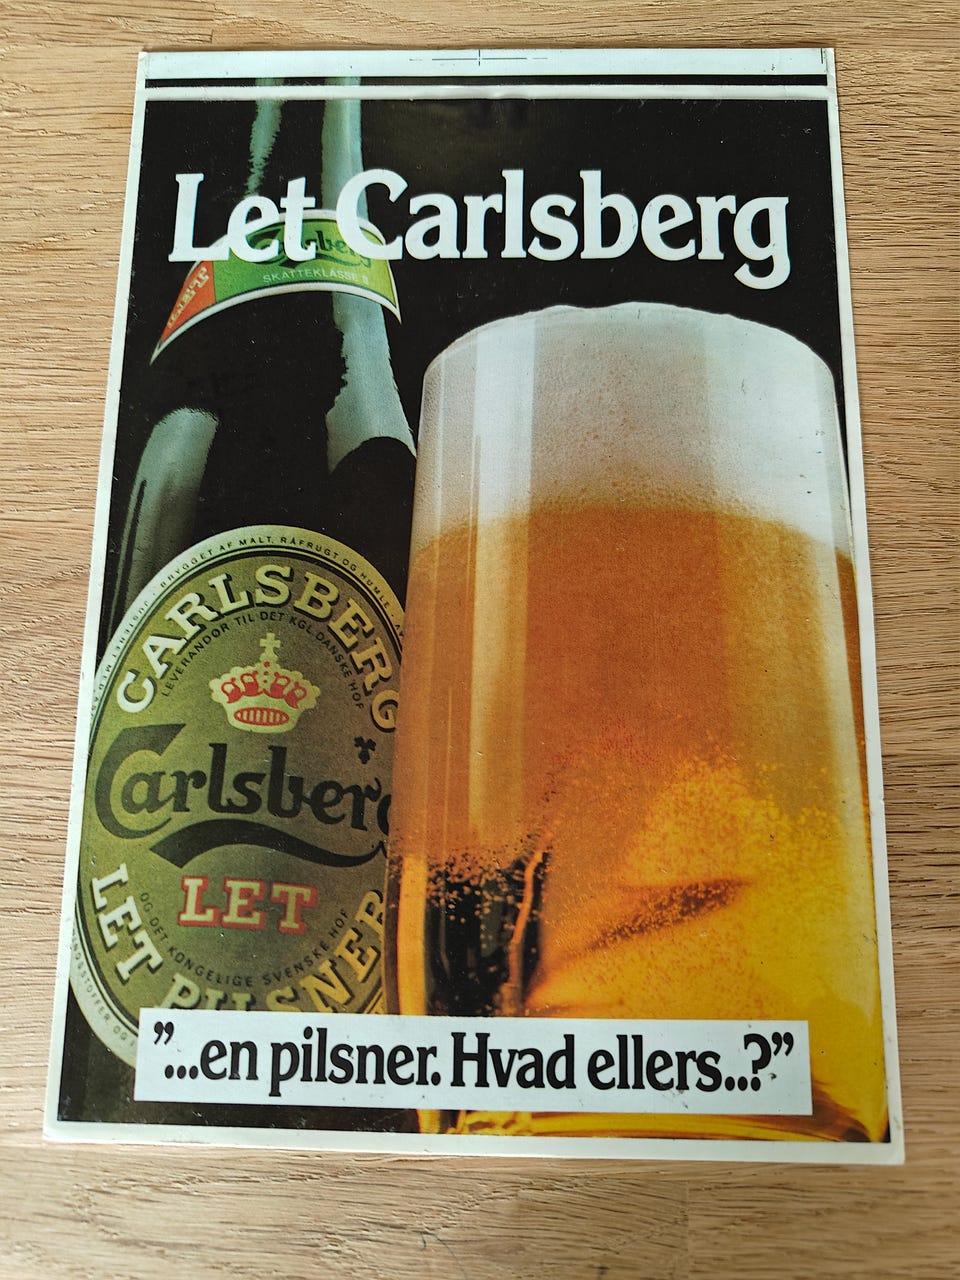 Let Carlsberg
Carlsberg
SKATTEKLASSE B
BRYGGET AF MALT, RÅFRUGT OG HUMLE
CARLSBERG
LEVERANDØR TIL DET KGL. DANSKE HOF
Carlsberg
LET
OG DET KONGELIGE SVENSKE HOF
LET PILSNER
”...en pilsner. Hvad ellers..?”